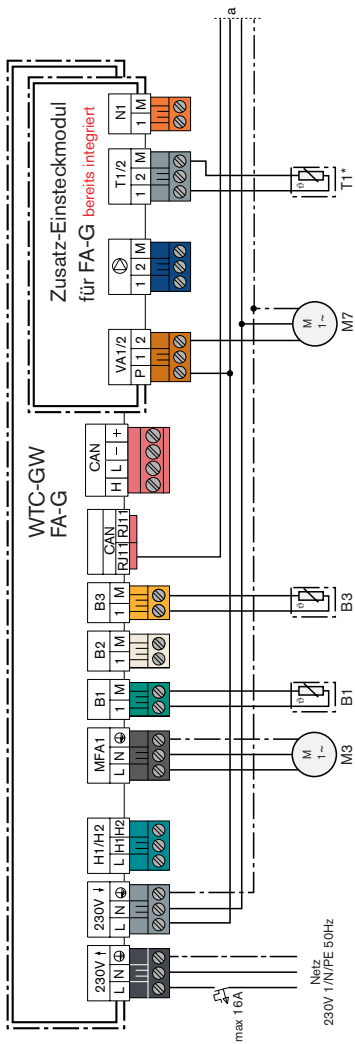 WTC-GW
FA-G
Zusatz-Einsteckmodul
für FA-G bereits integriert
230V ↑
L N
230V ↓
L N
H1/H2
L H1 H2
MFA1
L N
B1
1 M
B2
1 M
B3
1 M
CAN
RJ11 RJ11
CAN
H L − +
VA1/2
P 1 2
1 2
T1/2
1 2 M
N1
1 M
a
max 16A
Netz
230V 1/N/PE 50Hz
M
1~
M3
ϑ
B1
ϑ
B3
M
1~
M7
ϑ
T1*